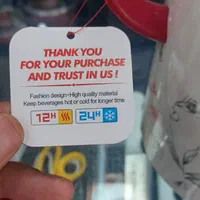 THANK YOU
FOR YOUR PURCHASE
AND TRUST IN US !
Fashion design-High quality material
Keep beverages hot or cold for longer time
12H 24H